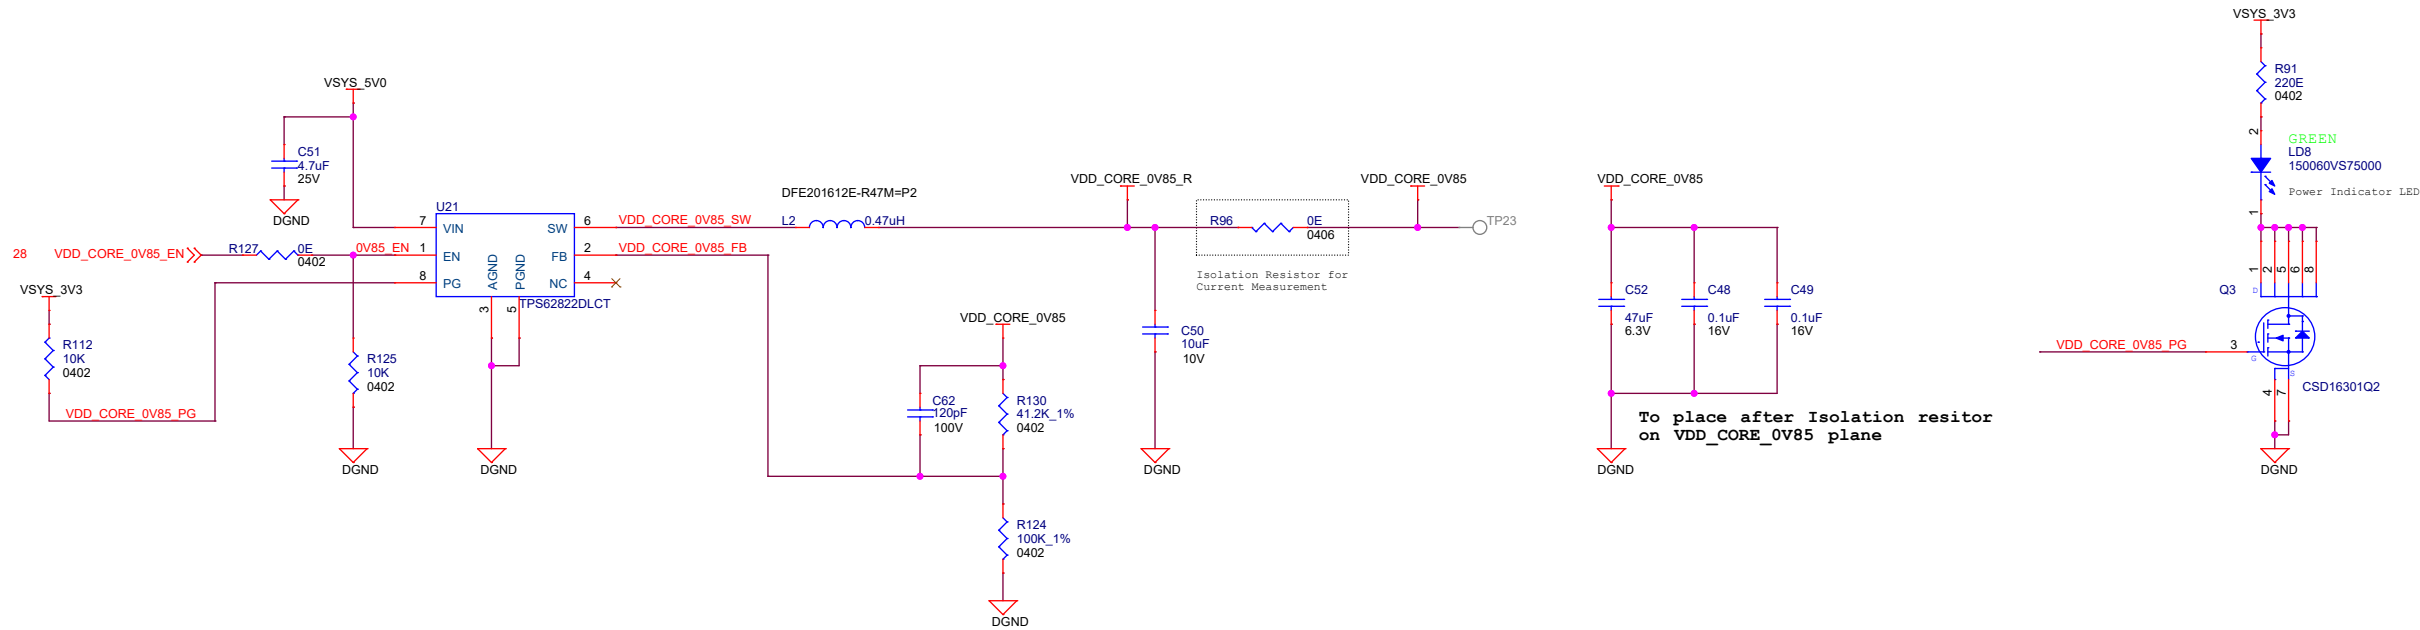 VSYS_5V0
C51
4.7uF
25V
DGND
28
VDD_CORE_0V85_EN
R127
0E
0402
0V85_EN
VSYS_3V3
R112
10K
0402
VDD_CORE_0V85_PG
R125
10K
0402
DGND
U21
7
1
8
VIN
EN
PG
AGND
PGND
SW
FB
NC
6
2
4
3
5
TPS62822DLCT
DGND
VDD_CORE_0V85_SW
VDD_CORE_0V85_FB
DFE201612E-R47M=P2
L2
0.47uH
VDD_CORE_0V85
C62
120pF
100V
R130
41.2K_1%
0402
R124
100K_1%
0402
DGND
VDD_CORE_0V85_R
C50
10uF
10V
DGND
R96
0E
0406
Isolation Resistor for
Current Measurement
VDD_CORE_0V85
TP23
VDD_CORE_0V85
C52
47uF
6.3V
C48
0.1uF
16V
C49
0.1uF
16V
DGND
To place after Isolation resitor
on VDD_CORE_0V85 plane
VSYS_3V3
R91
220E
0402
2
GREEN
LD8
150060VS75000
Power Indicator LED
1
1
2
5
6
8
Q3
D
VDD_CORE_0V85_PG
3
G
S
CSD16301Q2
4
7
DGND